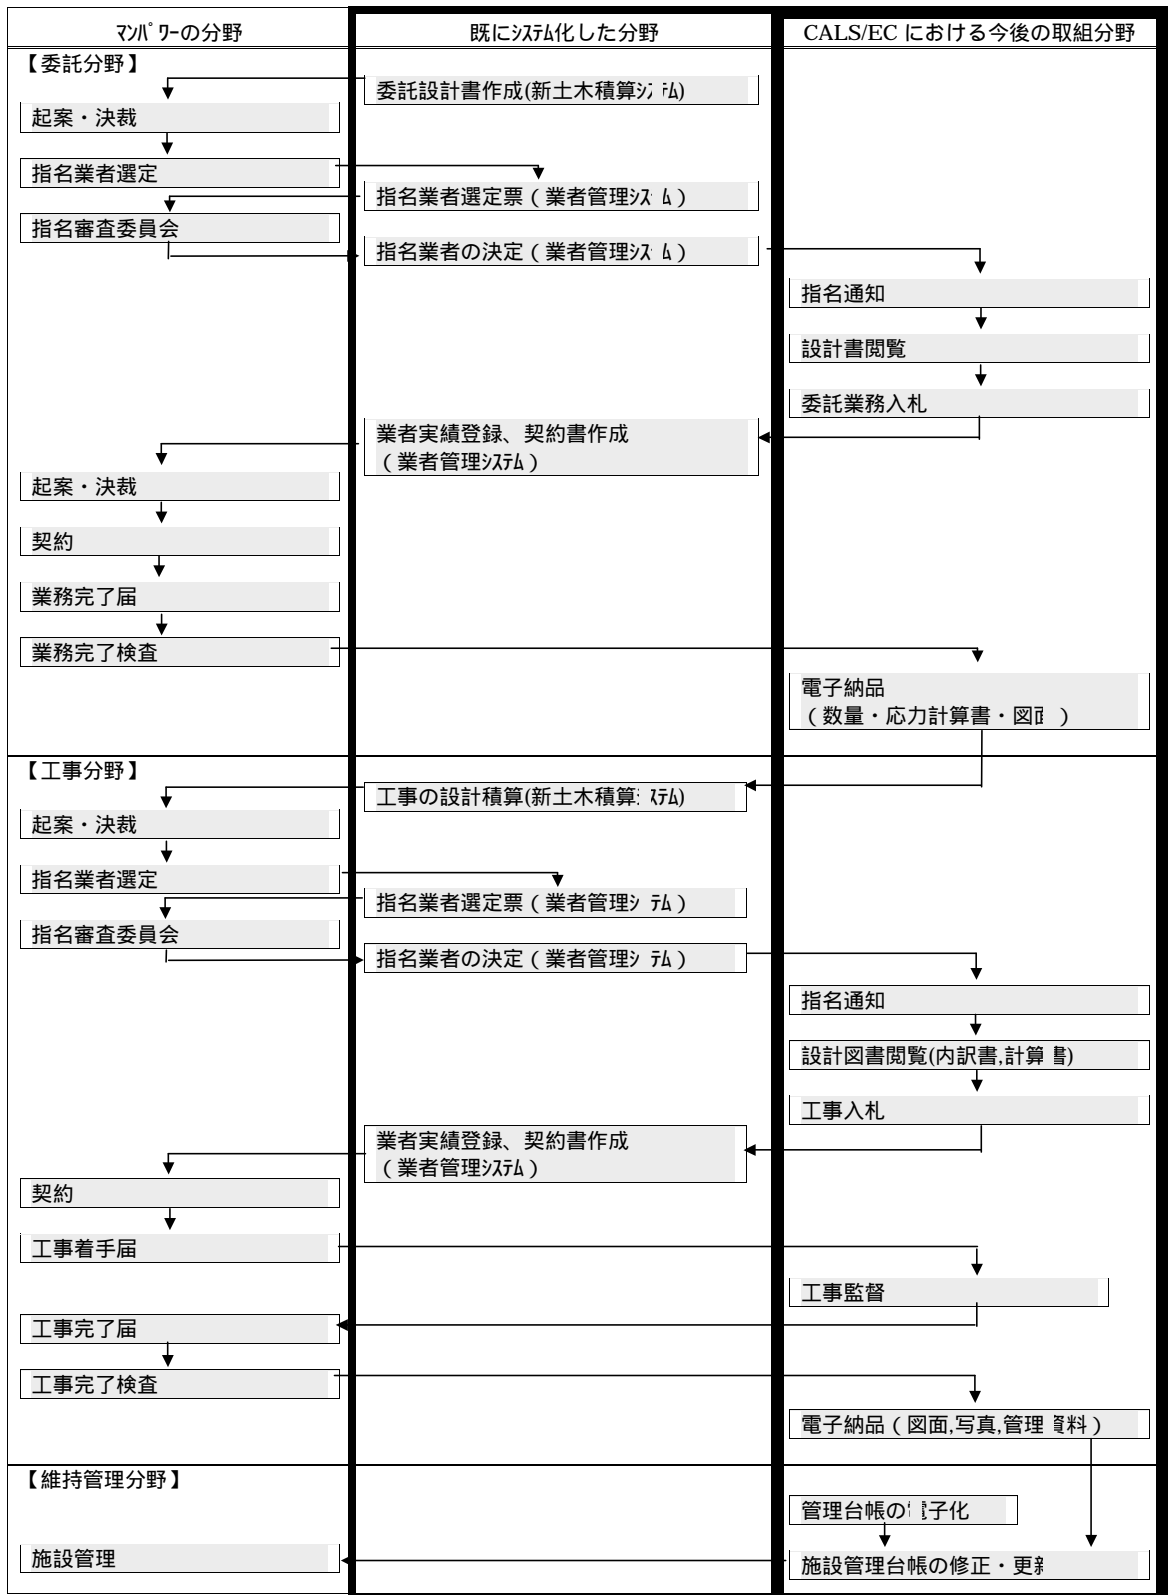 ﾏﾝﾊﾟﾜｰの分野
既にｼｽﾃﾑ化した分野
CALS/EC における今後の取組分野
【委託分野】
委託設計書作成(新土木積算ｼｽﾃﾑ)
起案・決裁
指名業者選定
指名業者選定票（業者管理ｼｽﾃﾑ）
指名審査委員会
指名業者の決定（業者管理ｼｽﾃﾑ）
指名通知
設計書閲覧
委託業務入札
業者実績登録、契約書作成
（業者管理ｼｽﾃﾑ）
起案・決裁
契約
業務完了届
業務完了検査
電子納品
（数量・応力計算書・図面）
【工事分野】
工事の設計積算(新土木積算ｼｽﾃﾑ)
起案・決裁
指名業者選定
指名業者選定票（業者管理ｼｽﾃﾑ）
指名審査委員会
指名業者の決定（業者管理ｼｽﾃﾑ）
指名通知
設計図書閲覧(内訳書,計算書)
工事入札
業者実績登録、契約書作成
（業者管理ｼｽﾃﾑ）
契約
工事着手届
工事監督
工事完了届
工事完了検査
電子納品（図面,写真,管理資料）
【維持管理分野】
管理台帳の電子化
施設管理
施設管理台帳の修正・更新